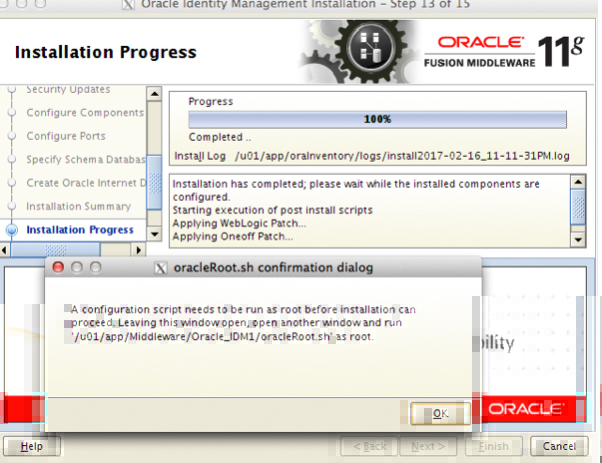 Oracle Identity Management Installation - Step 13 of 15
Installation Progress
ORACLE
FUSION MIDDLEWARE 11g
Security Updates
Configure Components
Configure Ports
Specify Schema Databas
Create Oracle Internet D
Installation Summary
Installation Progress
Progress
100%
Completed ..
Install Log /u01/app/oraInventory/logs/install2017-02-16_11-11-31PM.log
Installation has completed; please wait while the installed components are
configured.
Starting execution of post install scripts
Applying WebLogic Patch...
Applying Oneoff Patch...
oracleRoot.sh confirmation dialog
A configuration script needs to be run as root before installation can
proceed. Leaving this window open, open another window and run
'/u01/app/Middleware/Oracle_IDM1/oracleRoot.sh' as root.
OK
bility
ORACLE
Help
< Back
Next >
Finish
Cancel